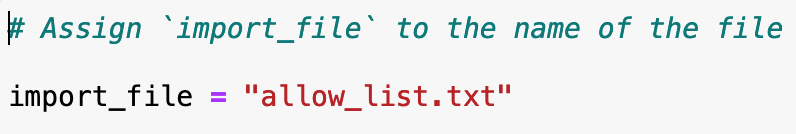 # Assign `import_file` to the name of the file
import_file = "allow_list.txt"